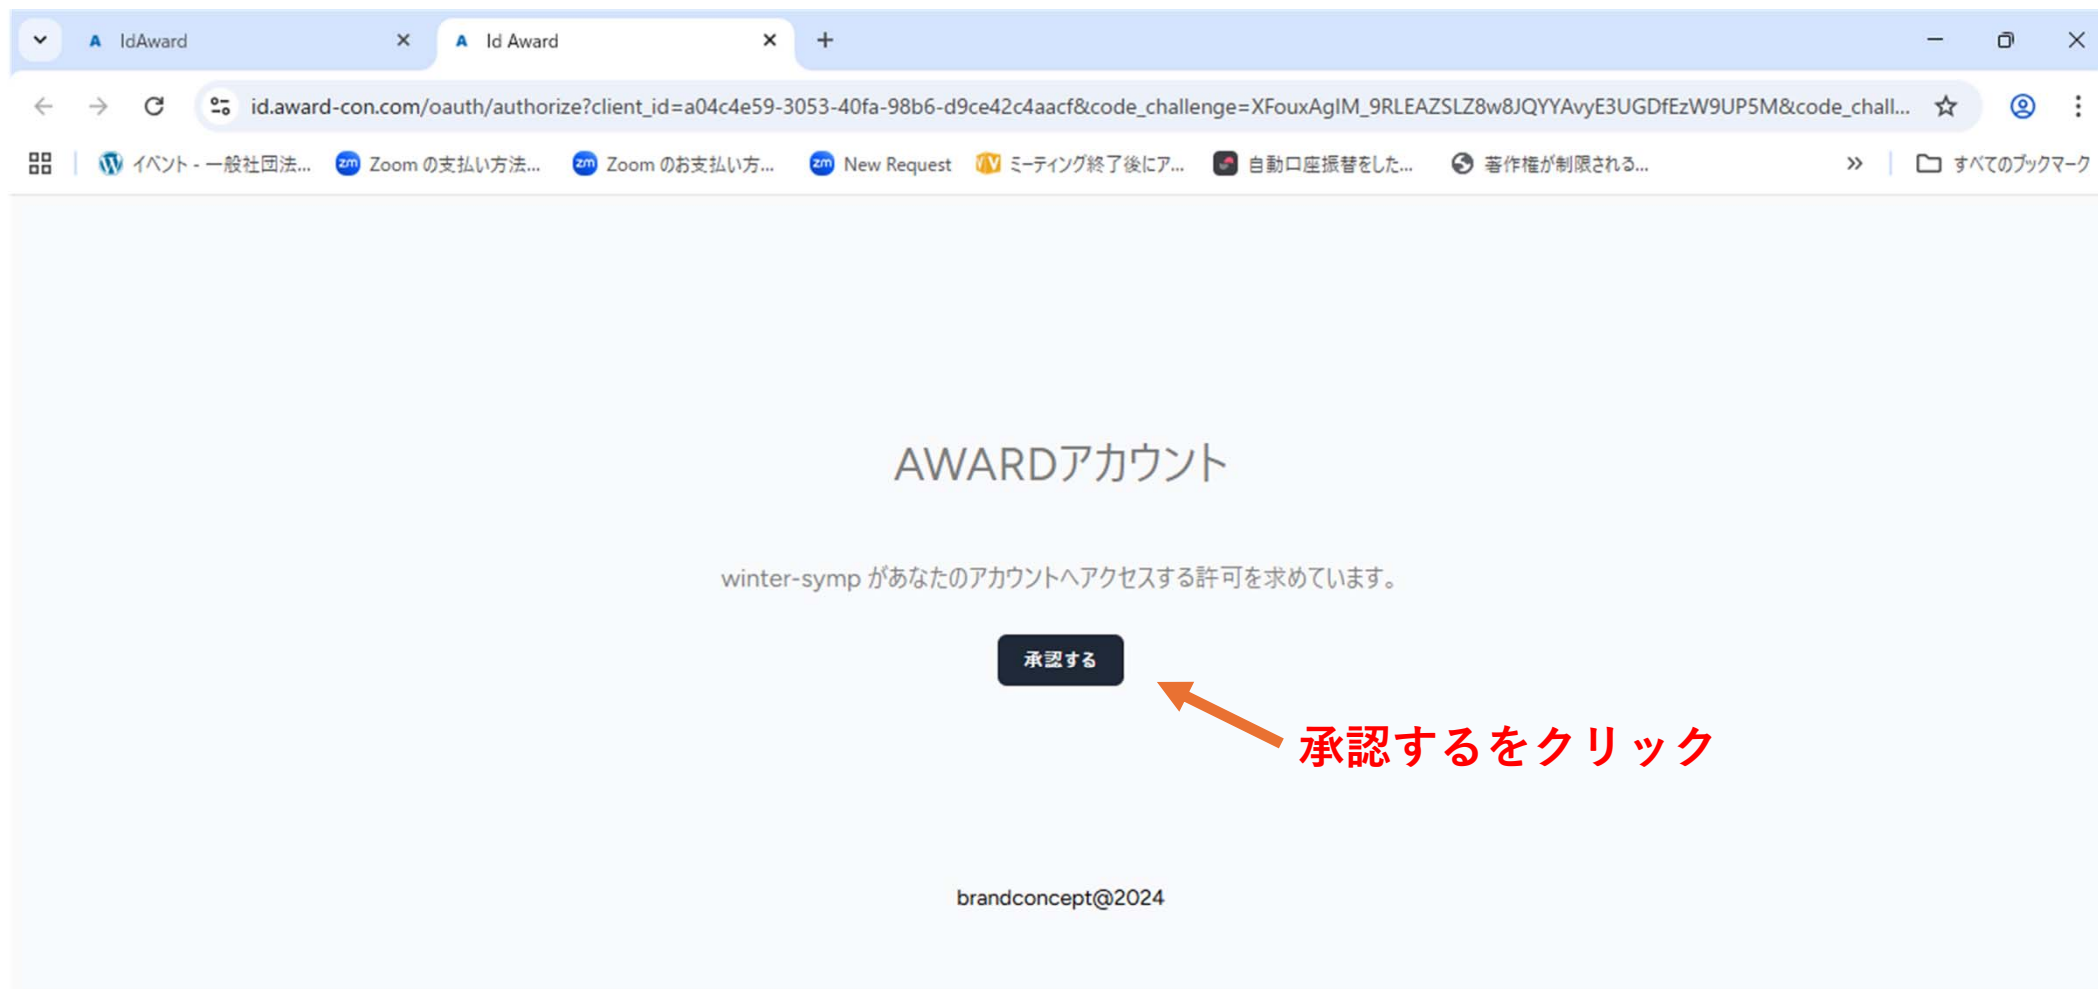 IdAward
Id Award
id.award-con.com/oauth/authorize?client_id=a04c4e59-3053-40fa-98b6-d9ce42c4aacf&code_challenge=XFouxAgIM_9RLEAZSLZ8w8JQYYAvyE3UGDfEzW9UP5M&code_chall...
イベント - 一般社団法... Zoom の支払い方法... Zoom のお支払い方... New Request ミーティング終了後にア... 自動口座振替をした... 著作権が制限される... » すべてのブックマーク
AWARDアカウント
winter-symp があなたのアカウントへアクセスする許可を求めています。
承認する
承認するをクリック
brandconcept@2024